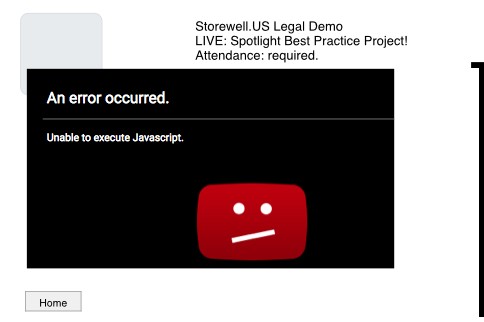 Storewell.US Legal Demo
LIVE: Spotlight Best Practice Project!
Attendance: required.
An error occurred.
Unable to execute Javascript.
Home